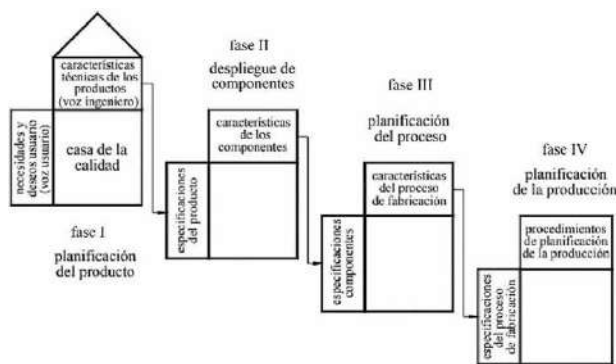 características
técnicas de los
productos
(voz ingeniero)
necesidades y
deseos usuario
(voz usuario)
casa de la
calidad
fase I
planificación
del producto
fase II
despliegue de
componentes
características
de los
componentes
especificaciones
del producto
fase III
planificación
del proceso
características
del proceso
de fabricación
especificaciones
componentes
fase IV
planificación
de la producción
procedimientos
de planificación
de la producción
especificaciones
del proceso
de fabricación